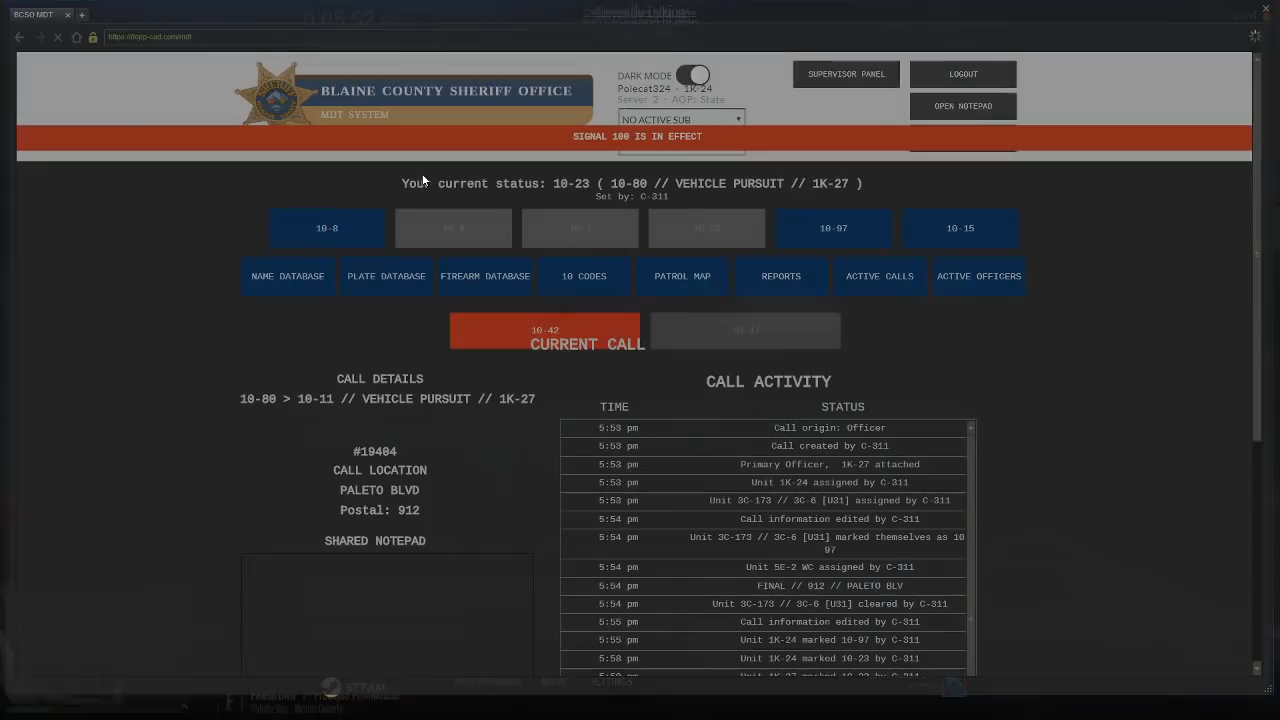 BCSO MDT
https://dojrp-cad.com/mdt
BLAINE COUNTY SHERIFF OFFICE
MDT SYSTEM
DARK MODE
Polecat324 - 1K-24
Server 2 - AOP: State
NO ACTIVE SUB
SUPERVISOR PANEL
LOGOUT
OPEN NOTEPAD
SIGNAL 100 IS IN EFFECT
Your current status: 10-23 ( 10-80 // VEHICLE PURSUIT // 1K-27 )
Set by: C-311
10-8
10-97
10-15
NAME DATABASE
PLATE DATABASE
FIREARM DATABASE
10 CODES
PATROL MAP
REPORTS
ACTIVE CALLS
ACTIVE OFFICERS
10-42
CURRENT CALL
CALL DETAILS
10-80 > 10-11 // VEHICLE PURSUIT // 1K-27
#19404
CALL LOCATION
PALETO BLVD
Postal: 912
SHARED NOTEPAD
CALL ACTIVITY
TIME STATUS
5:53 pm Call origin: Officer
5:53 pm Call created by C-311
5:53 pm Primary Officer, 1K-27 attached
5:53 pm Unit 1K-24 assigned by C-311
5:53 pm Unit 3C-173 // 3C-6 [U31] assigned by C-311
5:54 pm Call information edited by C-311
5:54 pm Unit 3C-173 // 3C-6 [U31] marked themselves as 10
97
5:54 pm Unit 5E-2 WC assigned by C-311
5:54 pm FINAL // 912 // PALETO BLV
5:54 pm Unit 3C-173 // 3C-6 [U31] cleared by C-311
5:55 pm Call information edited by C-311
5:55 pm Unit 1K-24 marked 10-97 by C-311
5:58 pm Unit 1K-24 marked 10-23 by C-311
STEAM
SETTINGS